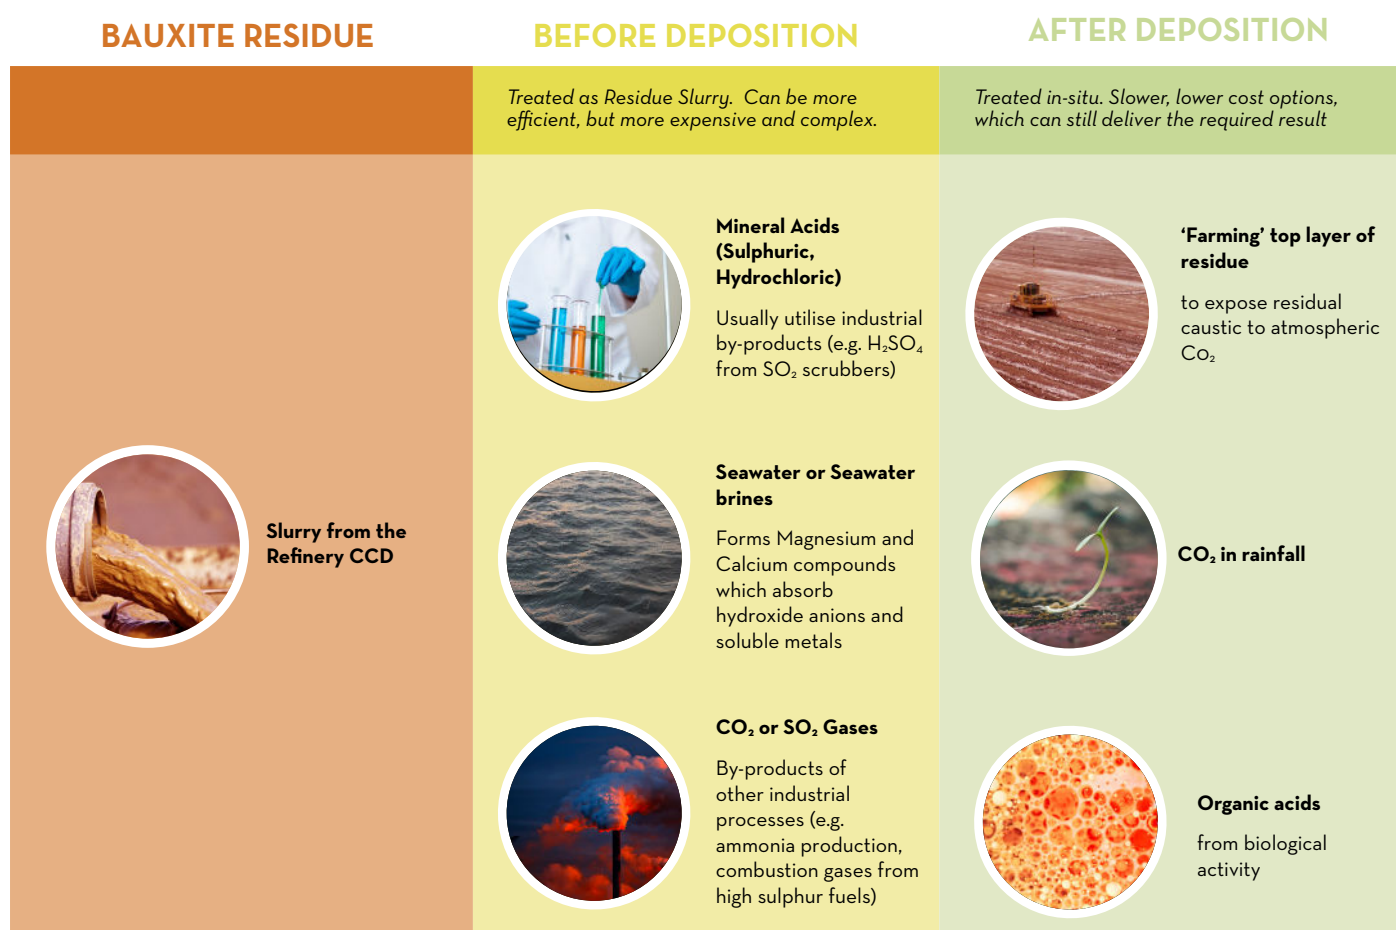 BAUXITE RESIDUE
BEFORE DEPOSITION
AFTER DEPOSITION
Treated as Residue Slurry.  Can be more
efficient, but more expensive and complex.
Treated in-situ. Slower, lower cost options,
which can still deliver the required result
Slurry from the
Refinery CCD
Mineral Acids
(Sulphuric,
Hydrochloric)
Usually utilise industrial
by-products (e.g. H₂SO₄
from SO₂ scrubbers)
Seawater or Seawater
brines
Forms Magnesium and
Calcium compounds
which absorb
hydroxide anions and
soluble metals
CO₂ or SO₂ Gases
By-products of
other industrial
processes (e.g.
ammonia production,
combustion gases from
high sulphur fuels)
‘Farming’ top layer of
residue
to expose residual
caustic to atmospheric
Co₂
CO₂ in rainfall
Organic acids
from biological
activity